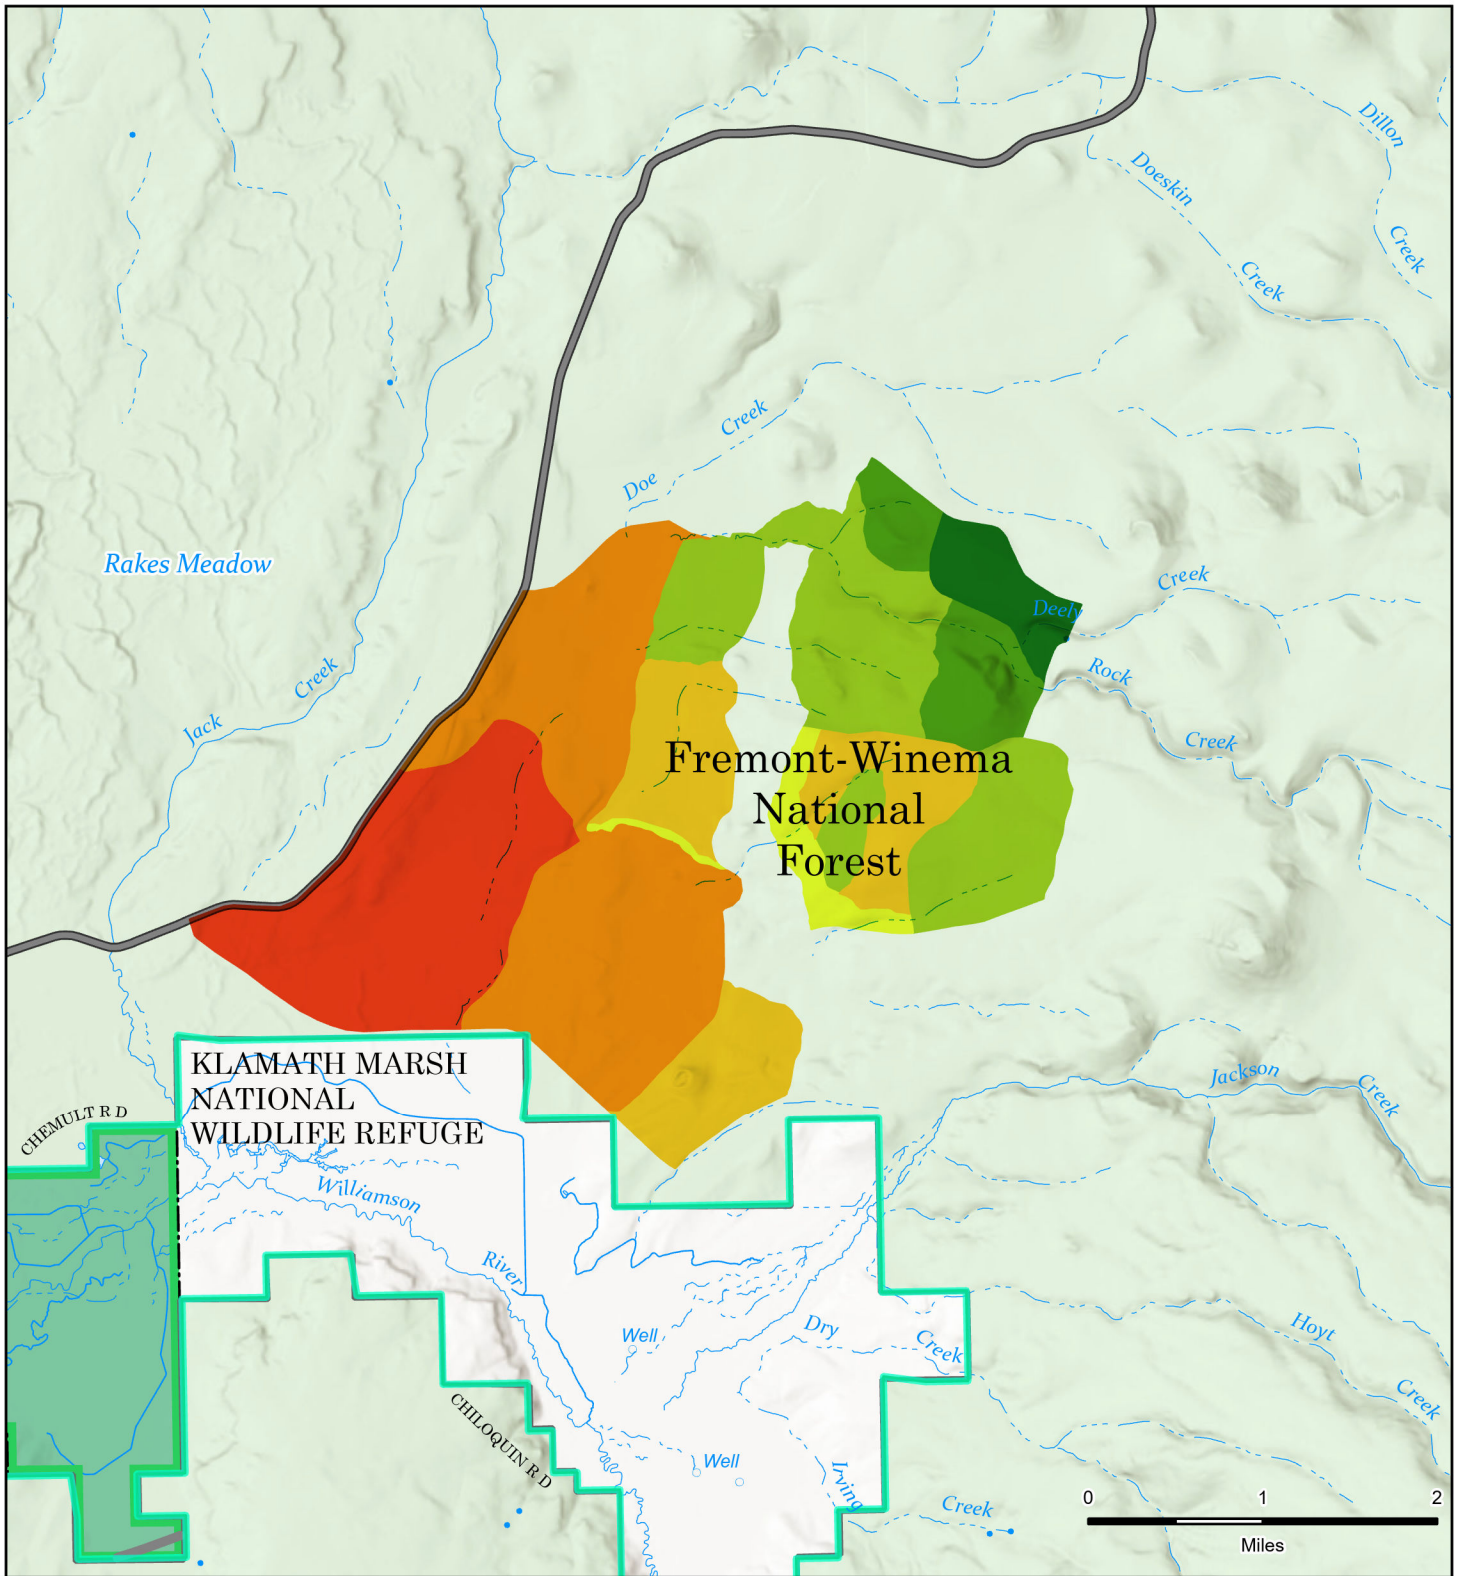 Dillon
Doeskin
Creek
Creek
Creek
Doe
Rakes Meadow
Creek
Deely
Creek
Rock
Jack
Creek
Fremont-Winema
National
Forest
KLAMATH MARSH
NATIONAL
WILDLIFE REFUGE
Jackson
Creek
CHEMULT RD
Williamson
River
Well
Dry
Creek
Hoyt
Creek
CHILOQUIN RD
Well
Irving
Creek
0 1 2
Miles